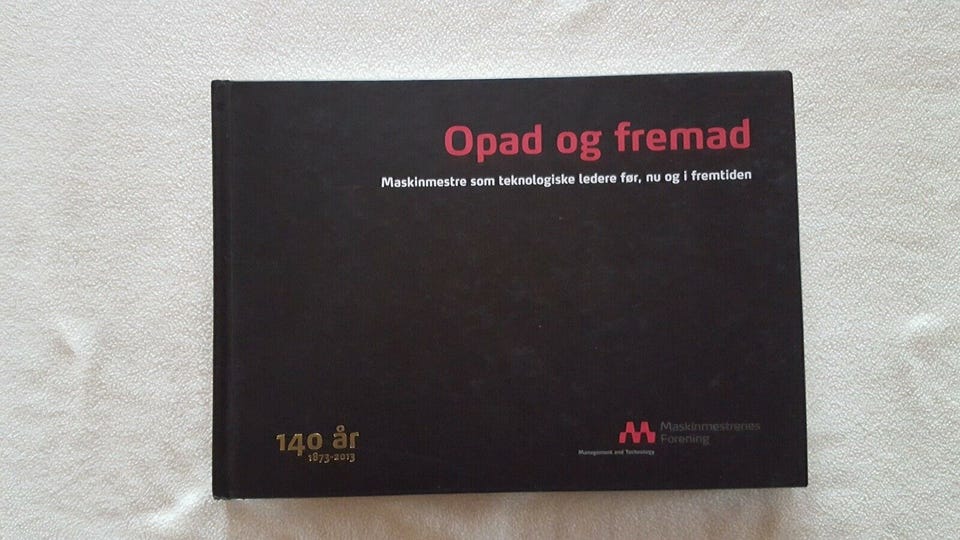 Opad og fremad
Maskinmestre som teknologiske ledere før, nu og i fremtiden
140 år
1873-2013
Maskinmestrenes
Forening
Management and Technology